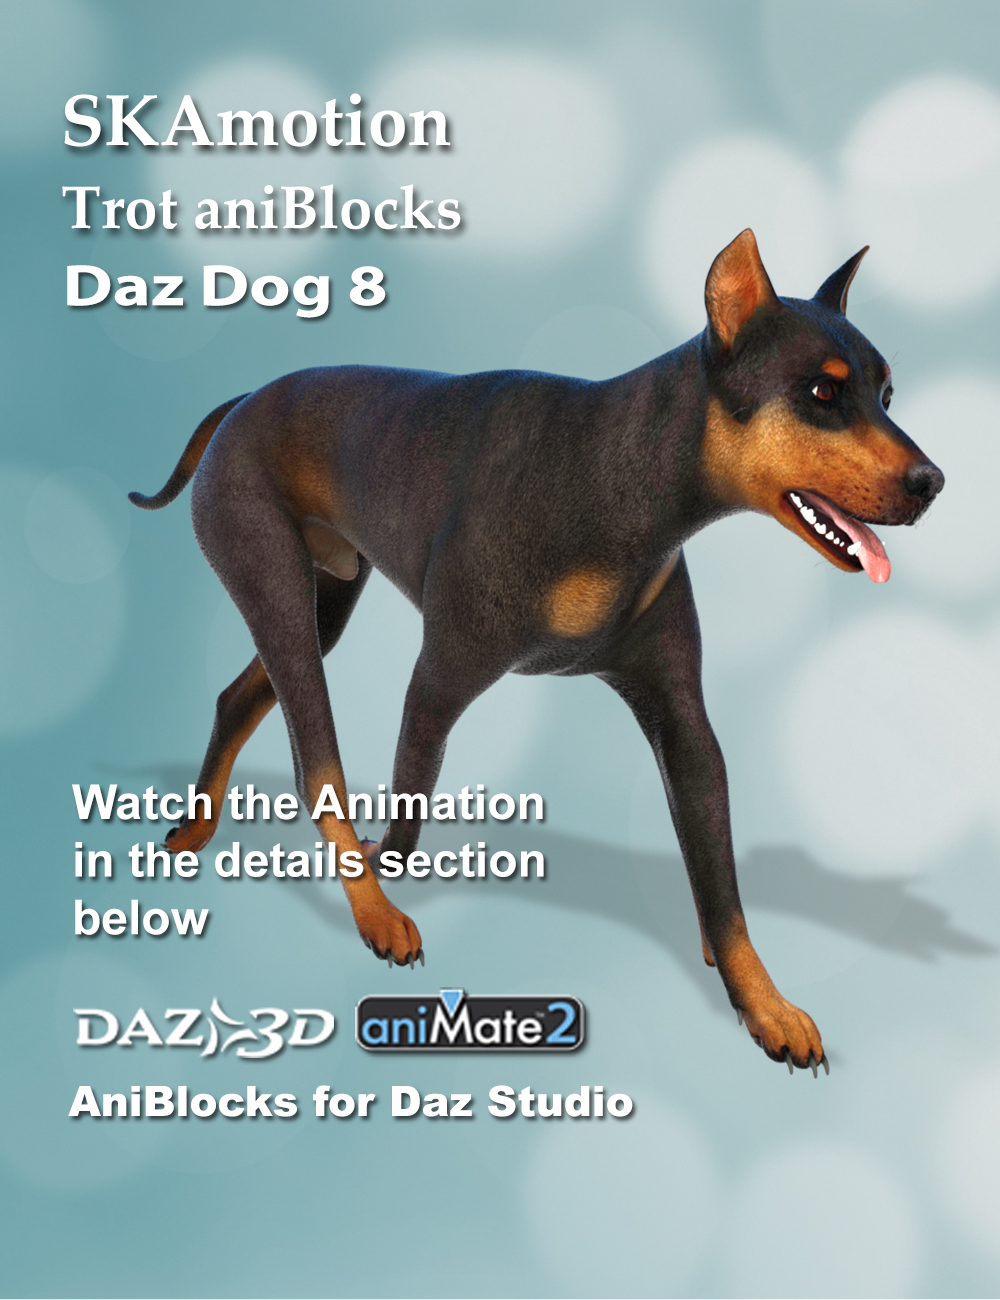 SKAmotion
Trot aniBlocks
Daz Dog 8
Watch the Animation
in the details section
below
DAZ 3D
aniMate™2
AniBlocks for Daz Studio